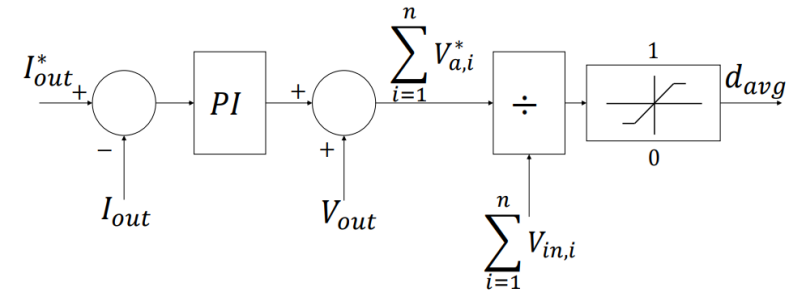 I*out
+
−
Iout
PI
+
+
Vout
n
∑ V*a,i
i=1
÷
n
∑ Vin,i
i=1
1
0
davg